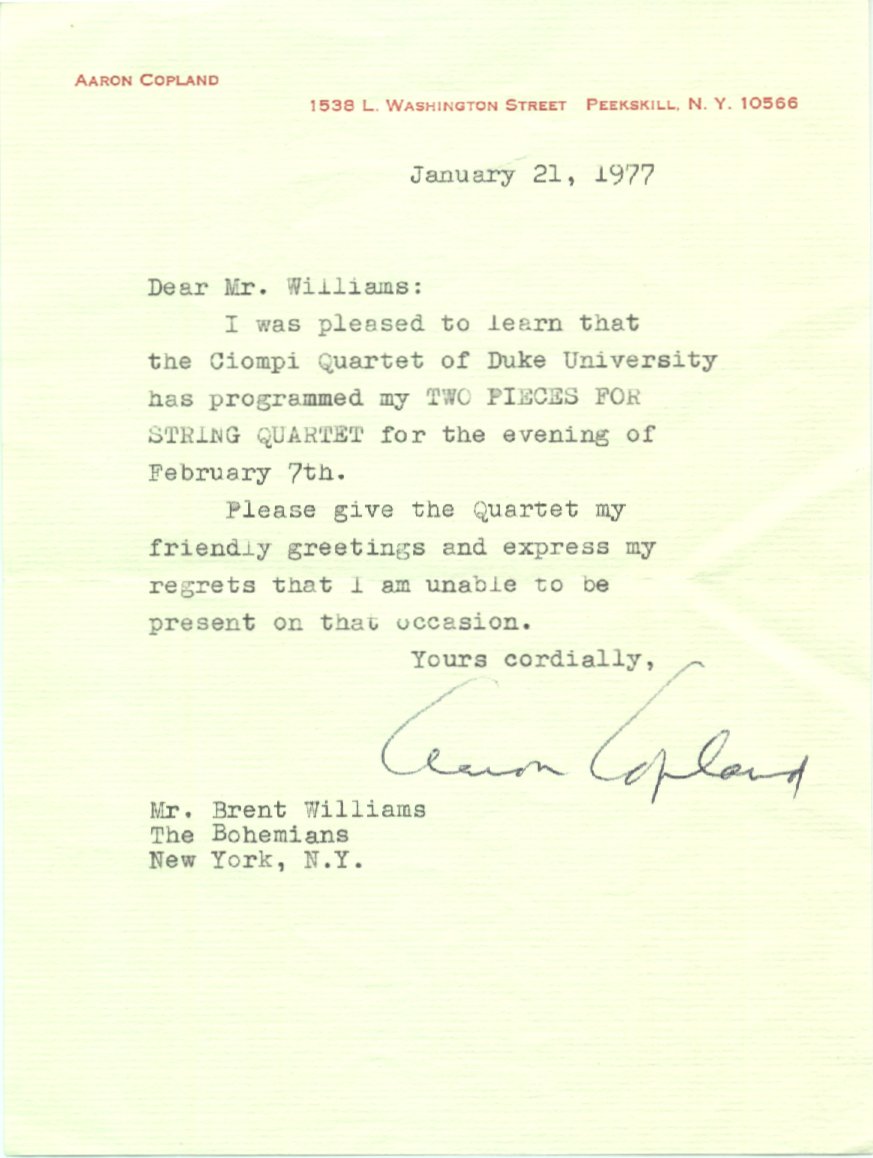 AARON COPLAND
1538 L. WASHINGTON STREET PEEKSKILL, N. Y. 10566
January 21, 1977
Dear Mr. Williams:
I was pleased to learn that
the Ciompi Quartet of Duke University
has programmed my TWO PIECES FOR
STRING QUARTET for the evening of
February 7th.
Please give the Quartet my
friendly greetings and express my
regrets that I am unable to be
present on that occasion.
Yours cordially,
Aaron Copland
Mr. Brent Williams
The Bohemians
New York, N.Y.